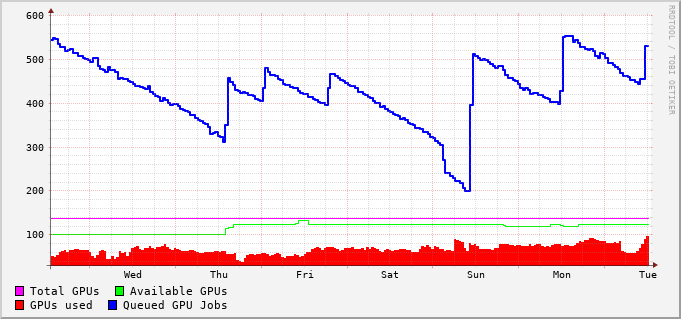 600
500
400
300
200
100
Wed Thu Fri Sat Sun Mon Tue
Total GPUs Available GPUs
GPUs used Queued GPU Jobs
RRDTOOL / TOBI OETIKER